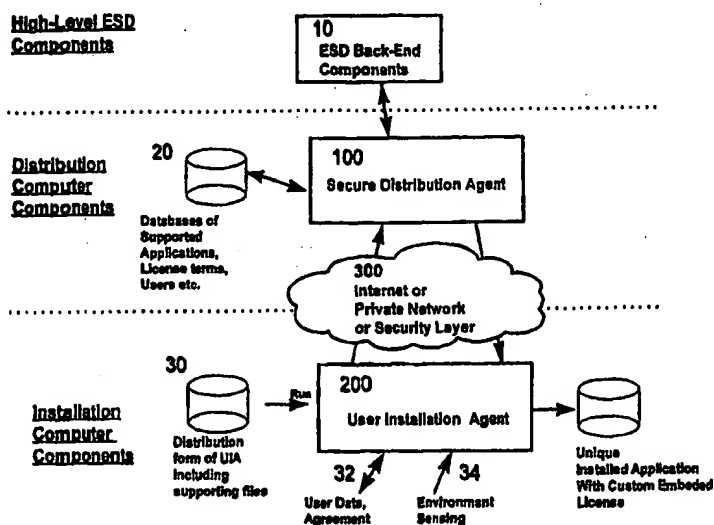 High-Level ESD
Components
10
ESD Back-End
Components
Distribution
Computer
Components
20
Databases of
Supported
Applications,
License terms,
Users etc.
100
Secure Distribution Agent
300
Internet or
Private Network
or Security Layer
Installation
Computer
Components
30
Distribution
form of UIA
Including
supporting files
Run
200
User Installation Agent
32
User Data,
Agreement
34
Environment
Sensing
Unique
Installed Application
With Custom Embeded
License